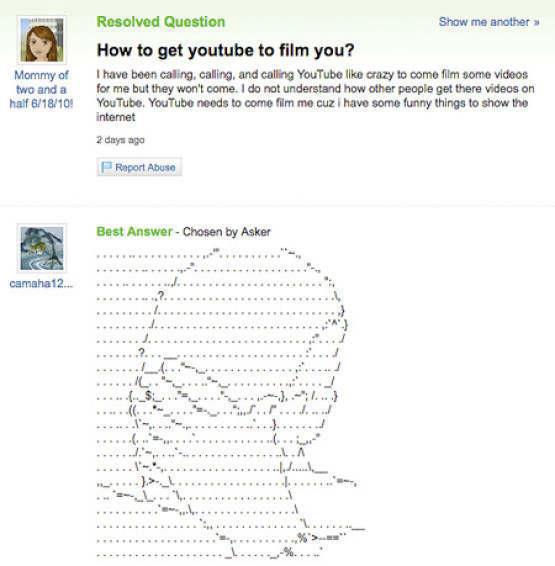 Resolved Question
Show me another »
Mommy of
two and a
half 6/18/10!
How to get youtube to film you?
I have been calling, calling, and calling YouTube like crazy to come film some videos
for me but they won't come. I do not understand how other people get there videos on
YouTube. YouTube needs to come film me cuz i have some funny things to show the
internet
2 days ago
Report Abuse
camaha12...
Best Answer - Chosen by Asker